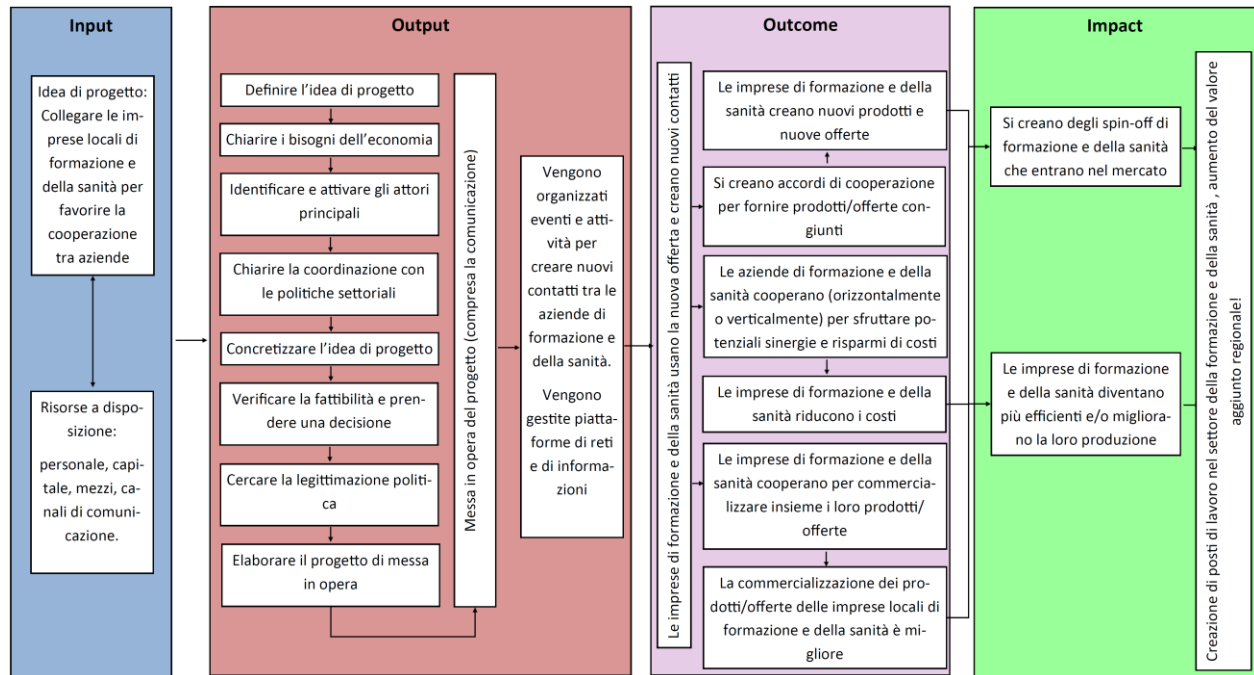 Input
Idea di progetto:
Collegare le im-
prese locali di
formazione e
della sanità per
favorire la
cooperazione
tra aziende
Risorse a dispo-
sizione:
personale, capi-
tale, mezzi, ca-
nali di comuni-
cazione.
Output
Definire l'idea di progetto
Chiarire i bisogni dell'economia
Identificare e attivare gli attori
principali
Chiarire la coordinazione con
le politiche settoriali
Concretizzare l'idea di progetto
Verificare la fattibilità e pren-
dere una decisione
Cercare la legittimazione politi-
ca
Elaborare il progetto di messa
in opera
Messa in opera del progetto (compresa la comunicazione)
Vengono
organizzati
eventi e atti-
vità per
creare nuovi
contatti tra le
aziende di
formazione e
della sanità.
Vengono
gestite piatta-
forme di reti
e di informa-
zioni
Outcome
Le imprese di formazione e della sanità usano la nuova offerta e creano nuovi contatti
Le imprese di formazione e della
sanità creano nuovi prodotti e
nuove offerte
Si creano accordi di cooperazione
per fornire prodotti/offerte con-
giunti
Le aziende di formazione e della
sanità cooperano (orizzontalmente
o verticalmente) per sfruttare po-
tenziali sinergie e risparmi di costi
Le imprese di formazione e della
sanità riducono i costi
Le imprese di formazione e della
sanità cooperano per commercia-
lizzare insieme i loro prodotti/
offerte
La commercializzazione dei pro-
dotti/offerte delle imprese locali di
formazione e della sanità è mi-
gliore
Impact
Si creano degli spin-off di
formazione e della sanità
che entrano nel mercato
Le imprese di formazione
e della sanità diventano
più efficienti e/o migliora-
no la loro produzione
Creazione di posti di lavoro nel settore della formazione e della sanità , aumento del valore
aggiunto regionale!